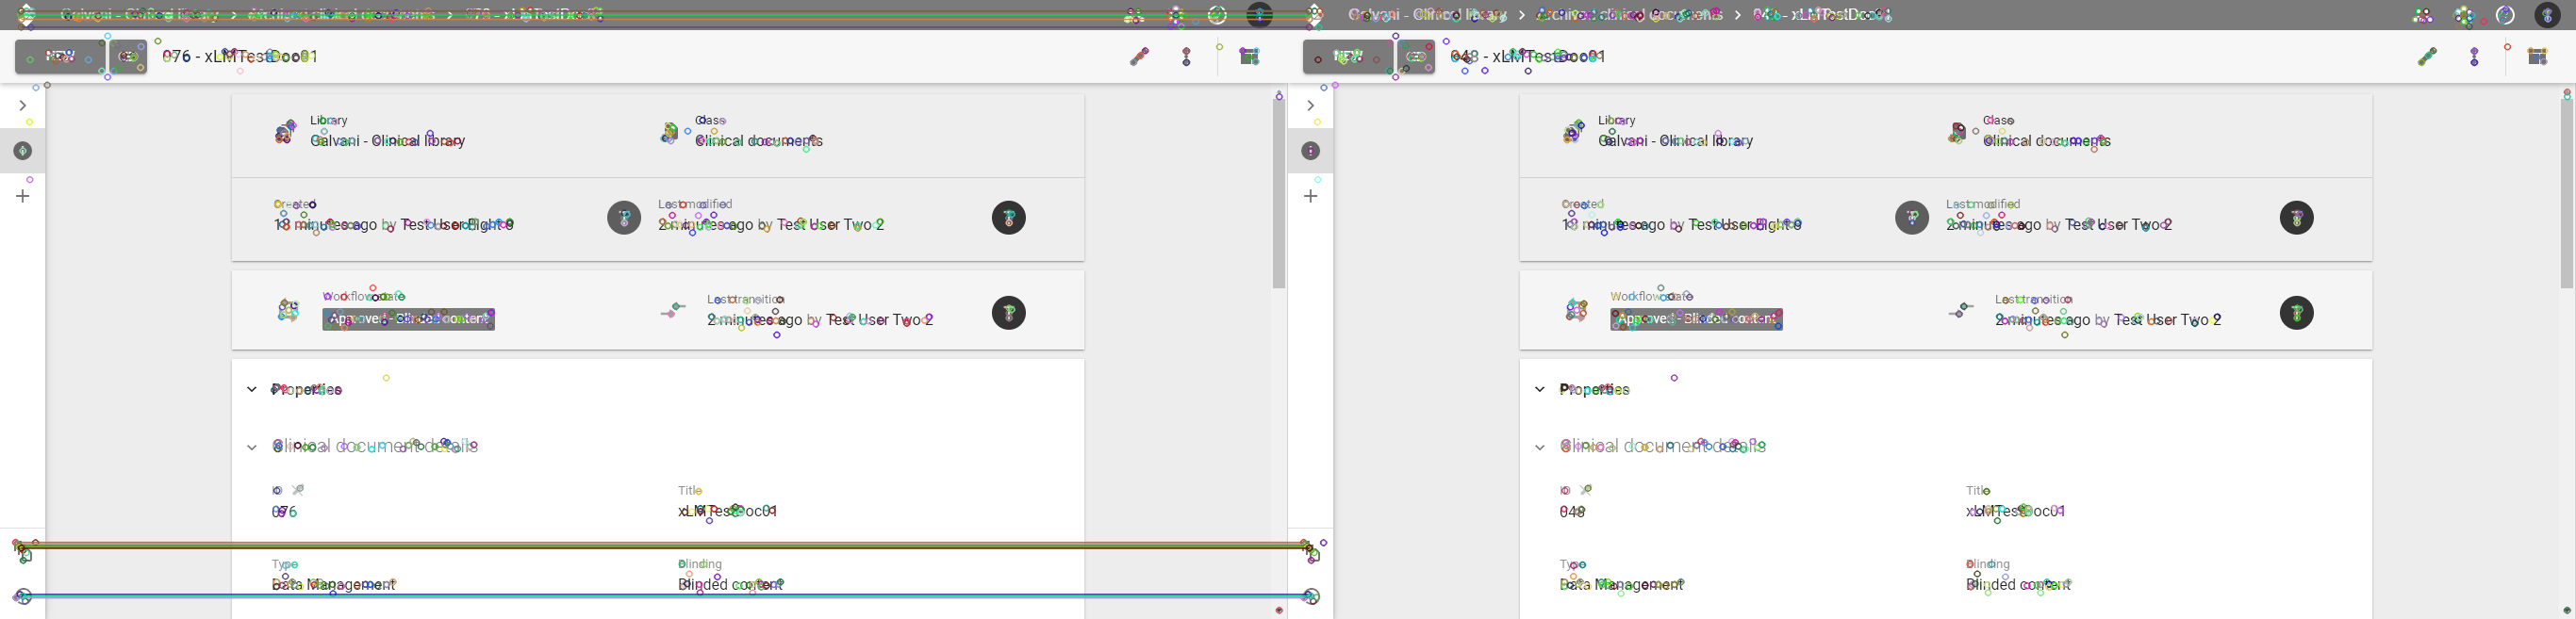 Galvani - Clinical library > Archive clinical documents > 076 - xLMTestDoc01
NEW
076 - xLMTestDoc01
Library
Galvani - Clinical library
Class
Clinical documents
Created
18 minutes ago by Test User Eight 9
Last modified
2 minutes ago by Test User Two 2
Workflow state
Approved - Blinded content
Last transition
2 minutes ago by Test User Two 2
Properties
Clinical document details
ID
076
Title
xLMTestDoc01
Type
Data Management
Blinding
Blinded content
Galvani - Clinical library > Archive clinical documents > 048 - xLMTestDoc01
NEW
048 - xLMTestDoc01
Library
Galvani - Clinical library
Class
Clinical documents
Created
18 minutes ago by Test User Eight 9
Last modified
2 minutes ago by Test User Two 2
Workflow state
Approved - Blinded content
Last transition
2 minutes ago by Test User Two 2
Properties
Clinical document details
ID
048
Title
xLMTestDoc01
Type
Data Management
Blinding
Blinded content